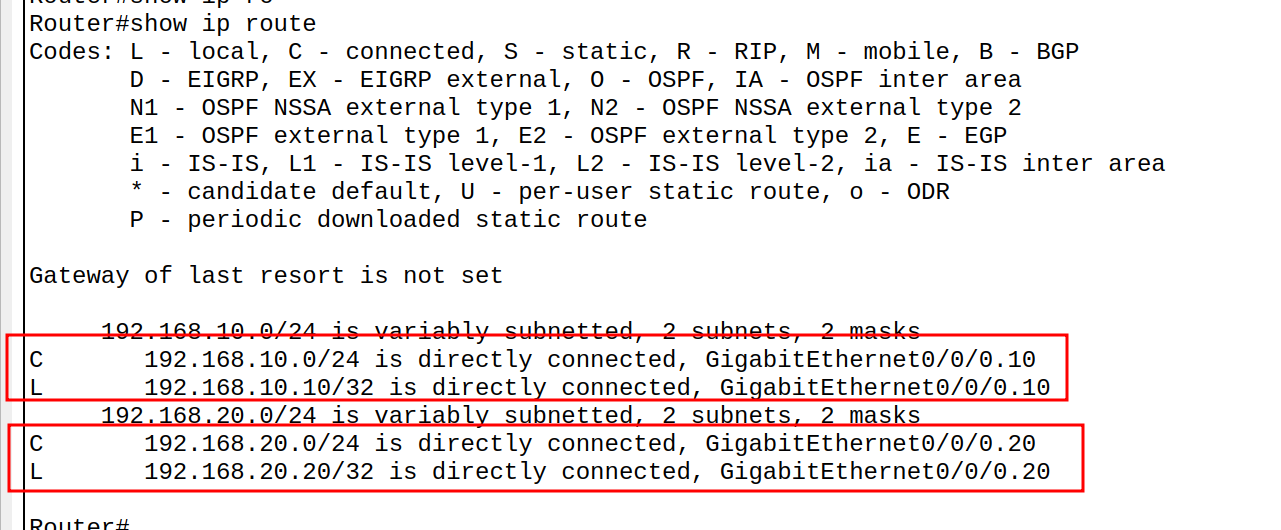 Router#show ip ro
Router#show ip route
Codes: L - local, C - connected, S - static, R - RIP, M - mobile, B - BGP
D - EIGRP, EX - EIGRP external, O - OSPF, IA - OSPF inter area
N1 - OSPF NSSA external type 1, N2 - OSPF NSSA external type 2
E1 - OSPF external type 1, E2 - OSPF external type 2, E - EGP
i - IS-IS, L1 - IS-IS level-1, L2 - IS-IS level-2, ia - IS-IS inter area
* - candidate default, U - per-user static route, o - ODR
P - periodic downloaded static route
Gateway of last resort is not set
192.168.10.0/24 is variably subnetted, 2 subnets, 2 masks
C 192.168.10.0/24 is directly connected, GigabitEthernet0/0/0.10
L 192.168.10.10/32 is directly connected, GigabitEthernet0/0/0.10
192.168.20.0/24 is variably subnetted, 2 subnets, 2 masks
C 192.168.20.0/24 is directly connected, GigabitEthernet0/0/0.20
L 192.168.20.20/32 is directly connected, GigabitEthernet0/0/0.20
Router#